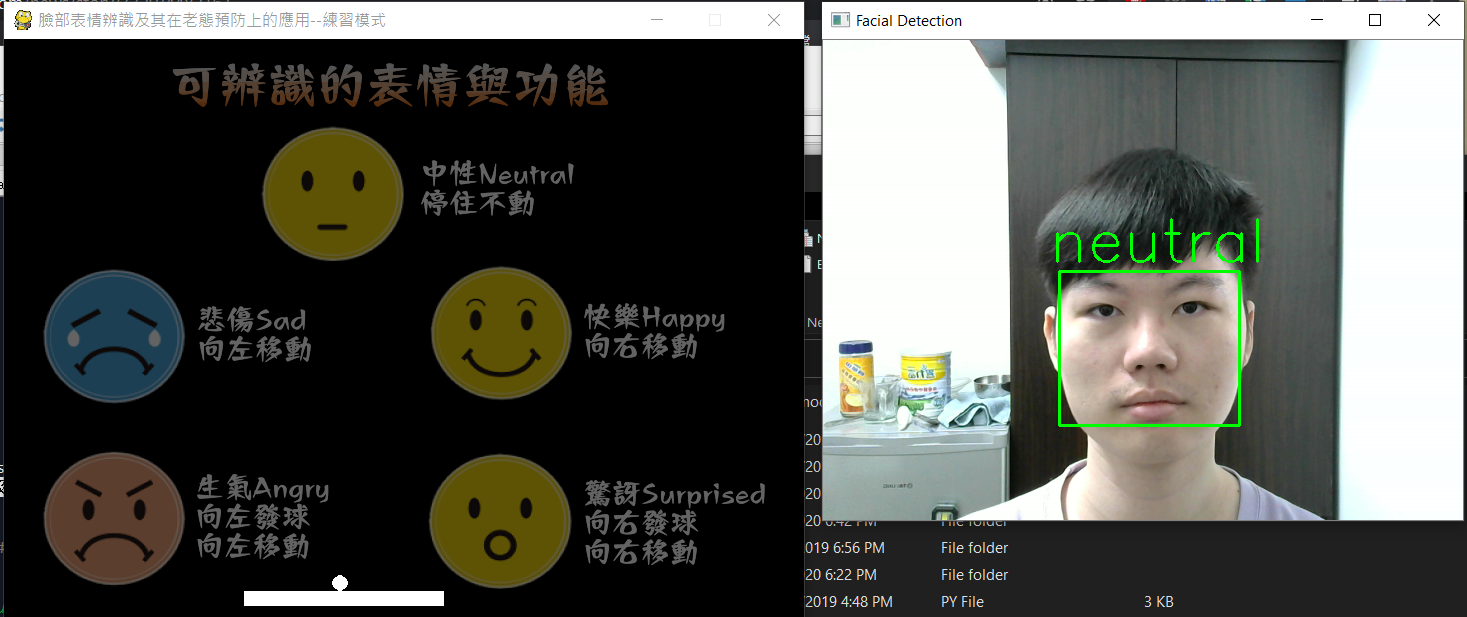 臉部表情辨識及其在老態預防上的應用--練習模式
可辨識的表情與功能
中性Neutral
停住不動
悲傷Sad
向左移動
快樂Happy
向右移動
生氣Angry
向左發球
向左移動
驚訝Surprised
向右發球
向右移動
Facial Detection
neutral
File folder
019 6:56 PM File folder
20 6:22 PM File folder
2019 4:48 PM PY File 3 KB